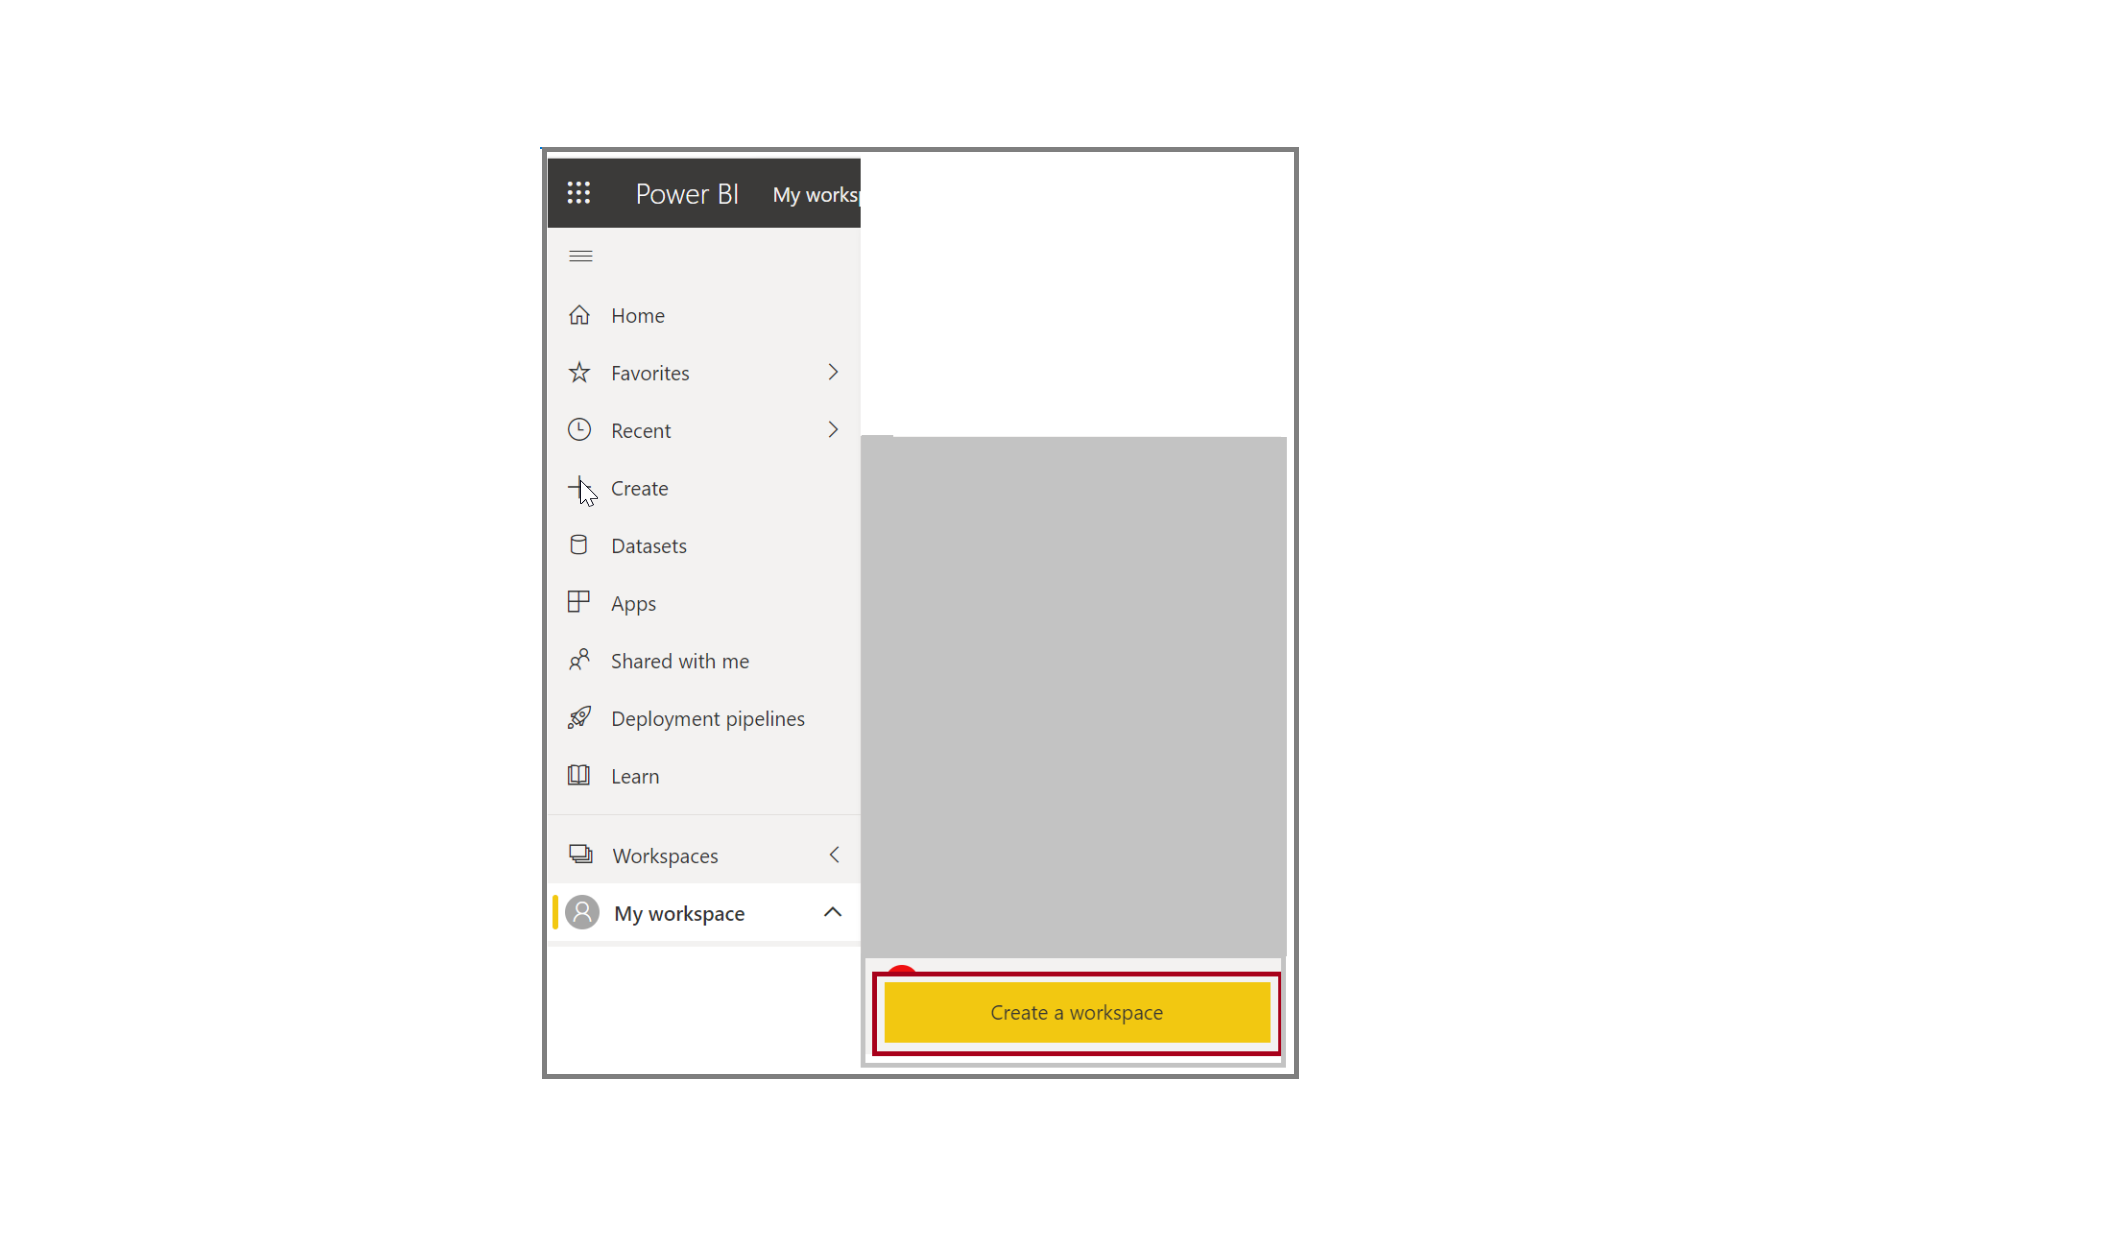 Power BI My worksp
Home
Favorites
Recent
Create
Datasets
Apps
Shared with me
Deployment pipelines
Learn
Workspaces
My workspace
Create a workspace